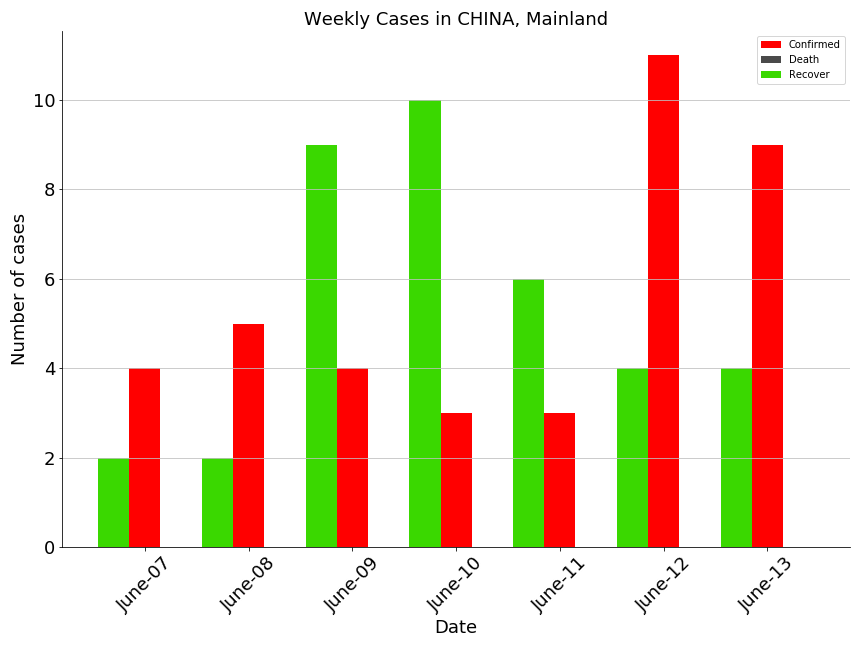 Weekly Cases in CHINA, Mainland
Confirmed
Death
Recover
Number of cases
10
8
6
4
2
0
June-07
June-08
June-09
June-10
June-11
June-12
June-13
Date